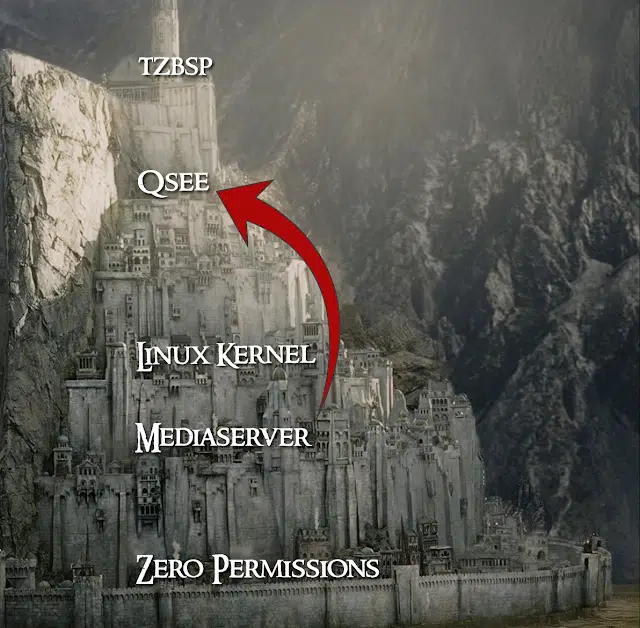 TZBSP
QSEE
LINUX KERNEL
MEDIASERVER
ZERO PERMISSIONS